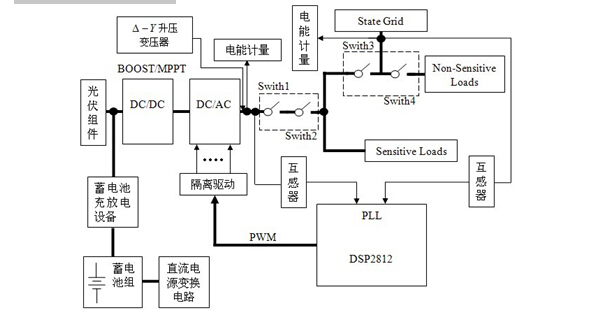 Δ－Y升压
变压器
电能计量
电能
计量
State Grid
Swith3
Swith4
Non-Sensitive
Loads
BOOST/MPPT
Swith1
Swith2
光伏
组件
DC/DC
DC/AC
Sensitive Loads
蓄电池
充放电
设备
隔离驱动
互感器
互感器
PLL
DSP2812
PWM
蓄电
池组
直流电
源变换
电路